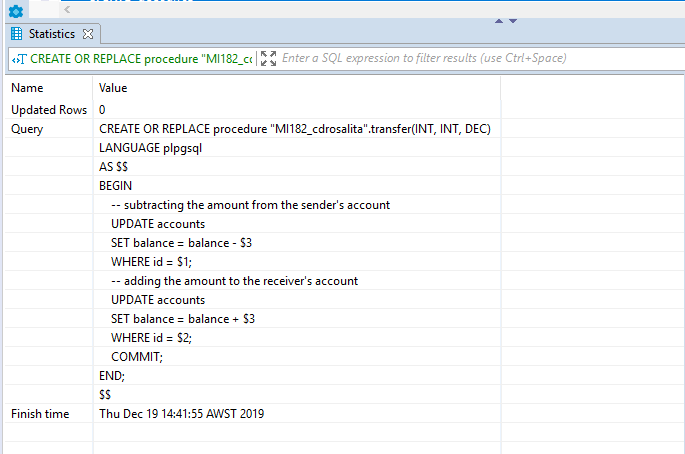 Statistics
CREATE OR REPLACE procedure "MI182_cc Enter a SQL expression to filter results (use Ctrl+Space)
Name Value
Updated Rows 0
Query CREATE OR REPLACE procedure "MI182_cdrosalita".transfer(INT, INT, DEC)
LANGUAGE plpgsql
AS $$
BEGIN
-- subtracting the amount from the sender's account
UPDATE accounts
SET balance = balance - $3
WHERE id = $1;
-- adding the amount to the receiver's account
UPDATE accounts
SET balance = balance + $3
WHERE id = $2;
COMMIT;
END;
$$
Finish time Thu Dec 19 14:41:55 AWST 2019